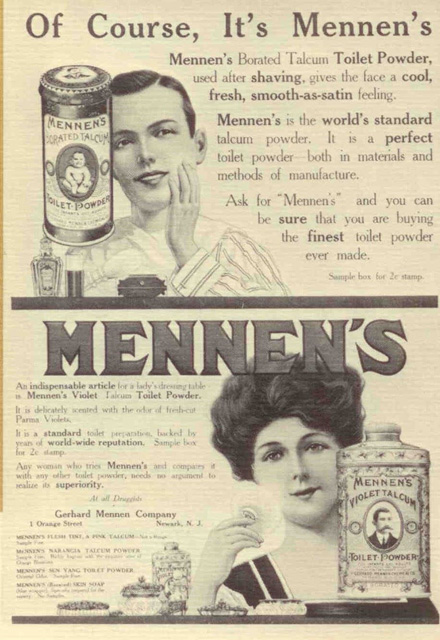 Of Course, It's Mennen's
Mennen's Borated Talcum Toilet Powder,
used after shaving, gives the face a cool,
fresh, smooth-as-satin feeling.
Mennen's is the world's standard
talcum powder. It is a perfect
toilet powder both in materials and
methods of manufacture.
Ask for "Mennen's" and you can
be sure that you are buying
the finest toilet powder
ever made.
Sample box for 2c stamp.
MENNEN'S
BORATED TALCUM
TOILET POWDER
MENNEN'S
An indispensable article for a lady's dressing table
is Mennen's Violet Talcum Toilet Powder.
It is delicately scented with the odor of fresh-cut
Parma Violets.
It is a standard toilet preparation, backed by
years of world-wide reputation. Sample box
for 2c stamp.
Any woman who tries Mennen's and compares it
with any other toilet powder, needs no argument to
realize its superiority.
At all Druggists
Gerhard Mennen Company
1 Orange Street Newark, N. J.
MENNEN'S FLESH TINT, A PINK TALCUM
MENNEN'S NARANGIA TALCUM POWDER
MENNEN'S SEN YANG TOILET POWDER
Oriental Odor
MENNEN'S SKIN SOAP
MENNEN'S
VIOLET TALCUM
TOILET POWDER